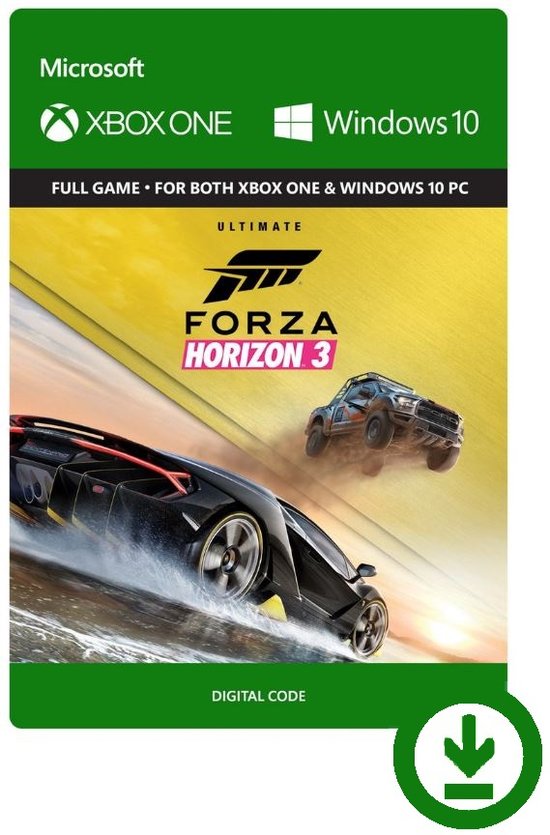 Microsoft
XBOX ONE
Windows 10
FULL GAME • FOR BOTH XBOX ONE & WINDOWS 10 PC
ULTIMATE
FORZA
HORIZON 3
DIGITAL CODE